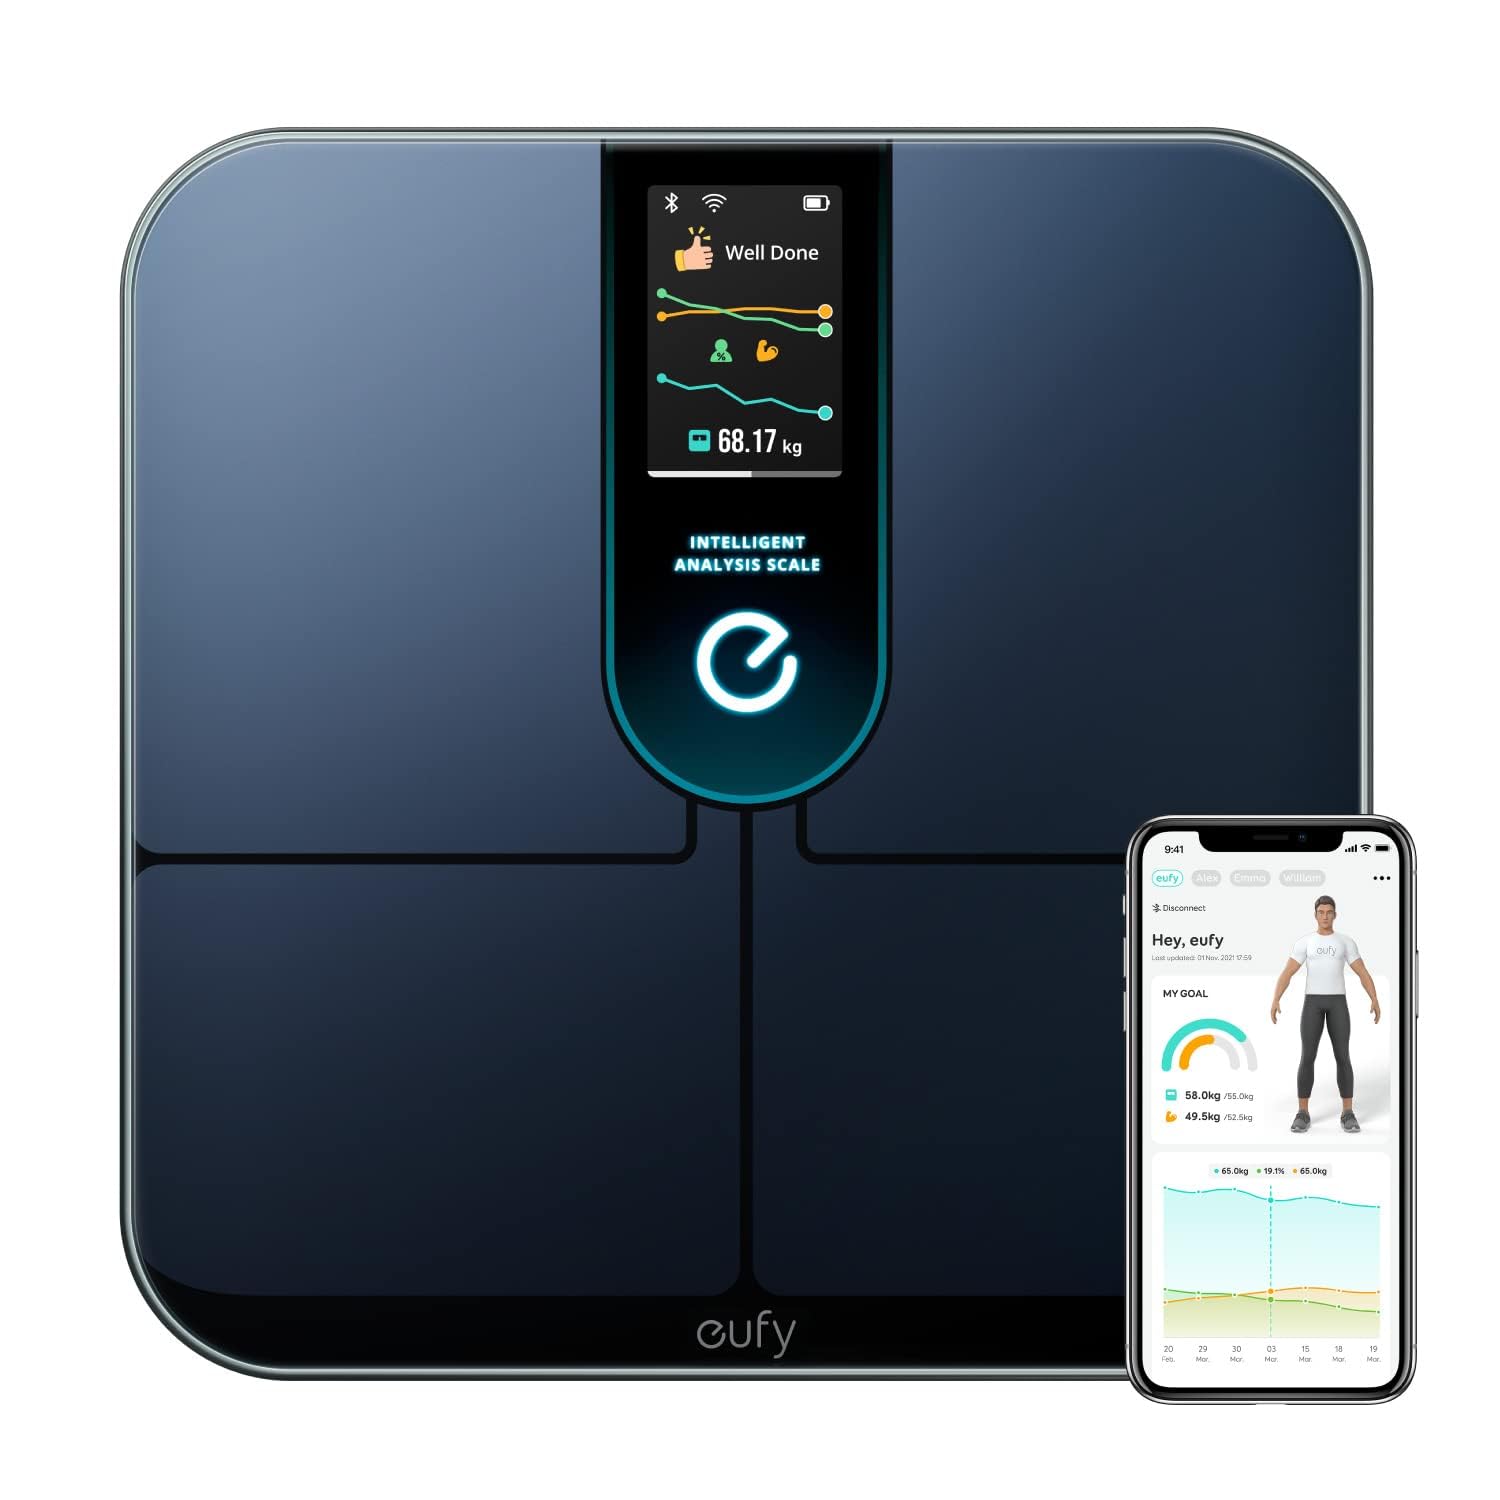 Well Done
%
68.17 kg
INTELLIGENT
ANALYSIS SCALE
eufy
9:41
eufy Alex Emma William
Disconnect
Hey, eufy
Last updated: 01 Nov. 2021 17:59
eufy
MY GOAL
58.0kg /55.0kg
49.5kg /52.5kg
65.0kg 19.1% 65.0kg
20 29 30 03 15 18 19
Feb. Mar. Mar. Mar. Mar. Mar. Mar.